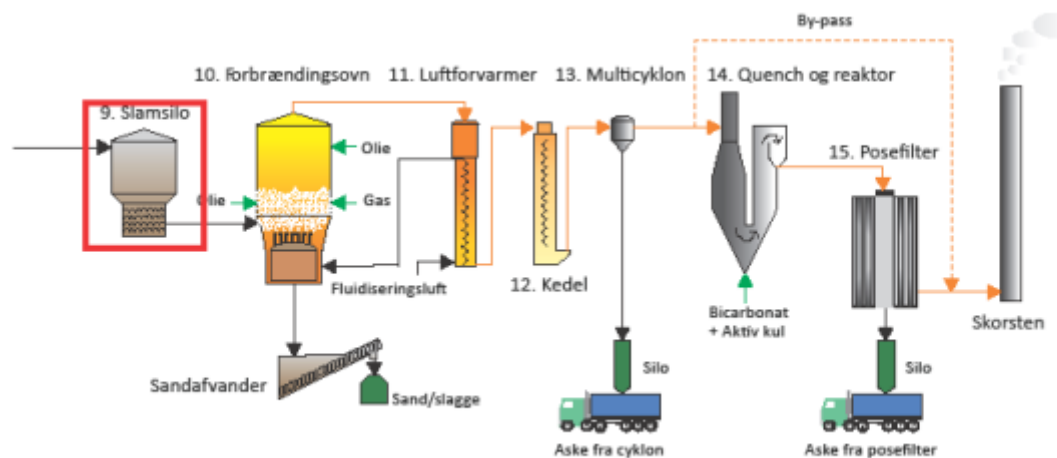 By-pass
10. Forbrændingsovn
11. Luftforvarmer
13. Multicyklon
14. Quench og reaktor
9. Slamsilo
Olie
15. Posefilter
Olie
Gas
Fluidiseringsluft
12. Kedel
Bicarbonat
+ Aktiv kul
Skorsten
Sandafvander
Sand/slagge
Silo
Silo
Aske fra cyklon
Aske fra posefilter